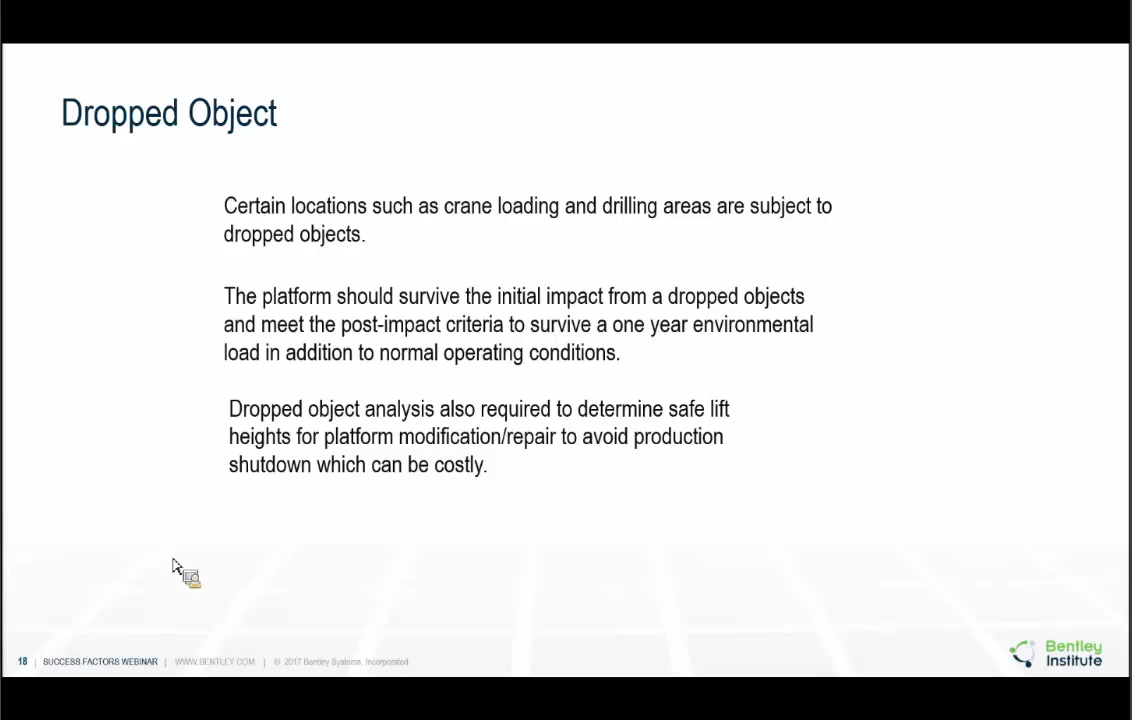 Dropped Object
Certain locations such as crane loading and drilling areas are subject to
dropped objects.
The platform should survive the initial impact from a dropped objects
and meet the post-impact criteria to survive a one year environmental
load in addition to normal operating conditions.
Dropped object analysis also required to determine safe lift
heights for platform modification/repair to avoid production
shutdown which can be costly.
18 | SUCCESS FACTORS WEBINAR | WWW.BENTLEY.COM | © 2017 Bentley Systems, Incorporated
Bentley
Institute